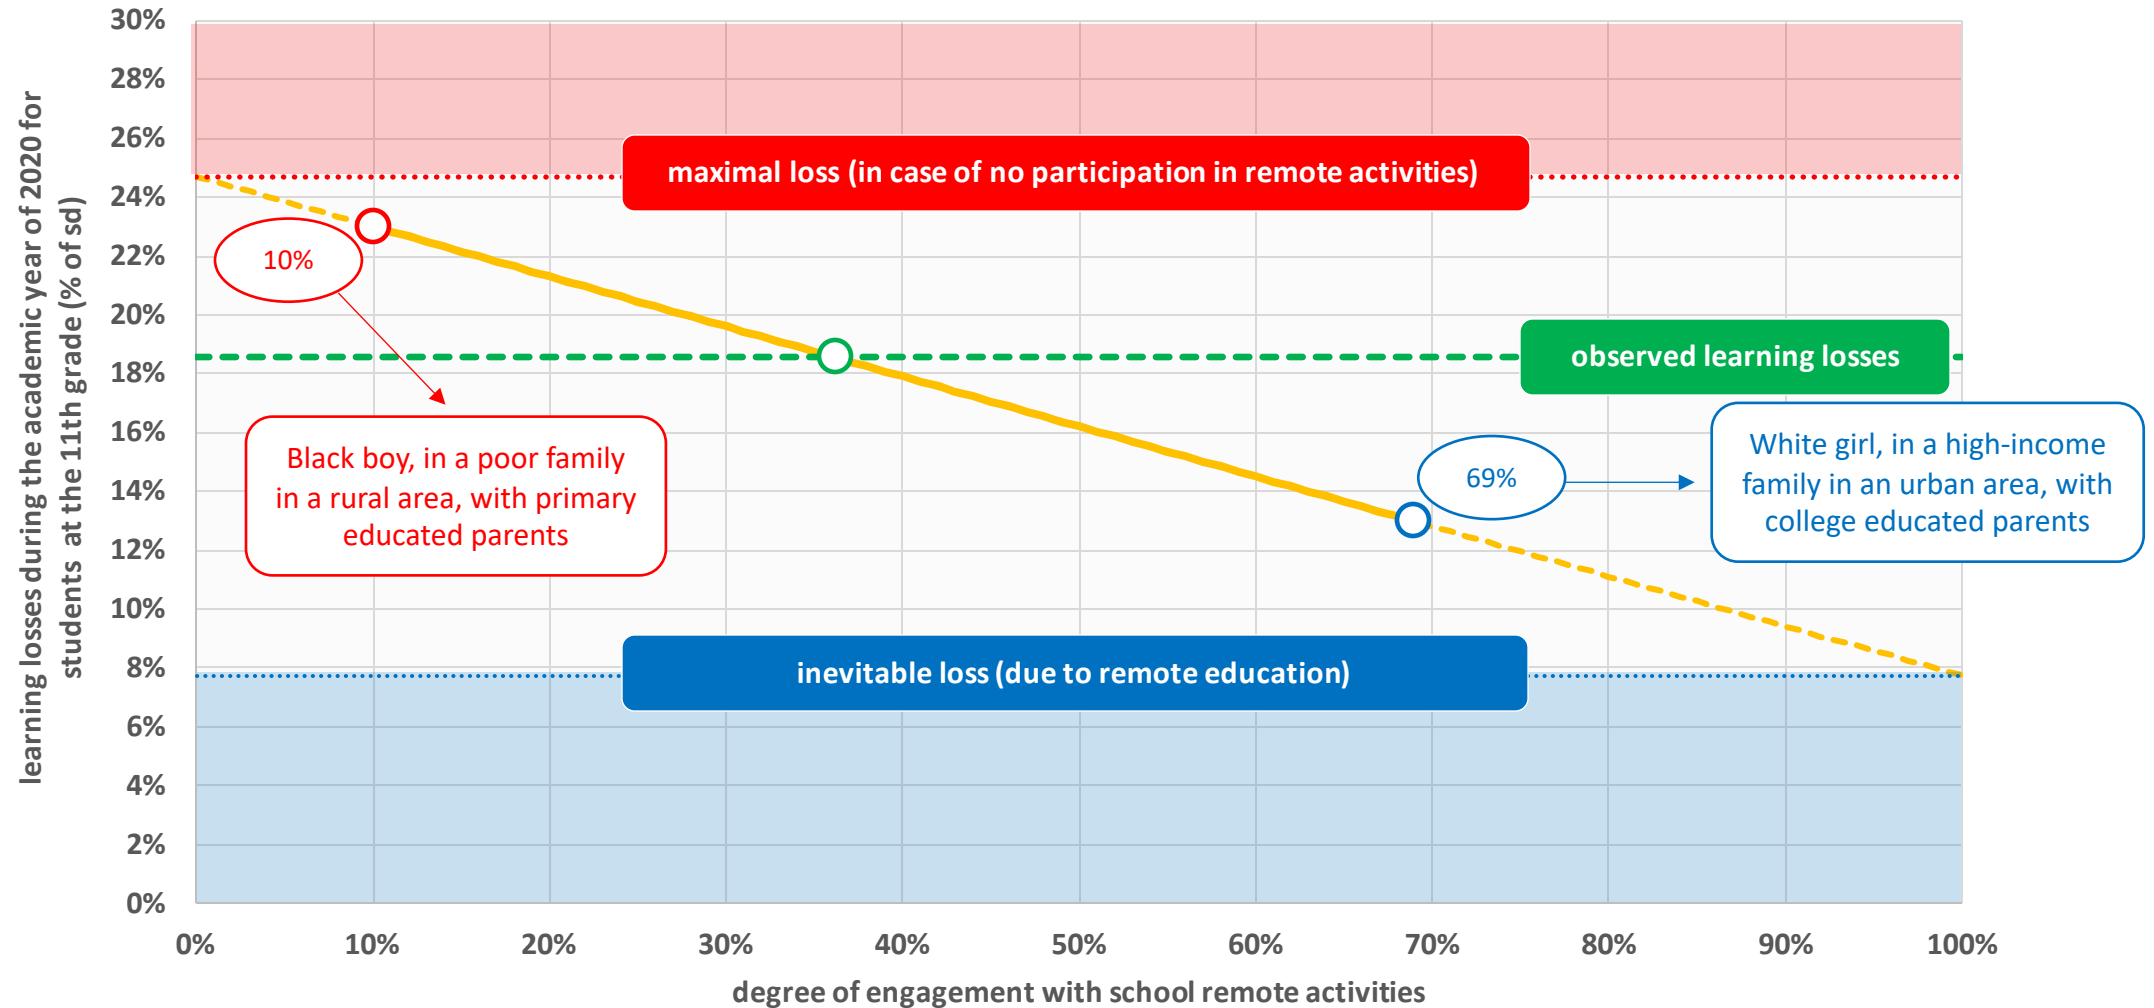 learning losses during the academic year of 2020 for
students at the 11th grade (% of sd)
30%
28%
26%
24%
22%
20%
18%
16%
14%
12%
10%
8%
6%
4%
2%
0%
maximal loss (in case of no participation in remote activities)
10%
observed learning losses
Black boy, in a poor family
in a rural area, with primary
educated parents
69%
White girl, in a high-income
family in an urban area, with
college educated parents
inevitable loss (due to remote education)
0% 10% 20% 30% 40% 50% 60% 70% 80% 90% 100%
degree of engagement with school remote activities